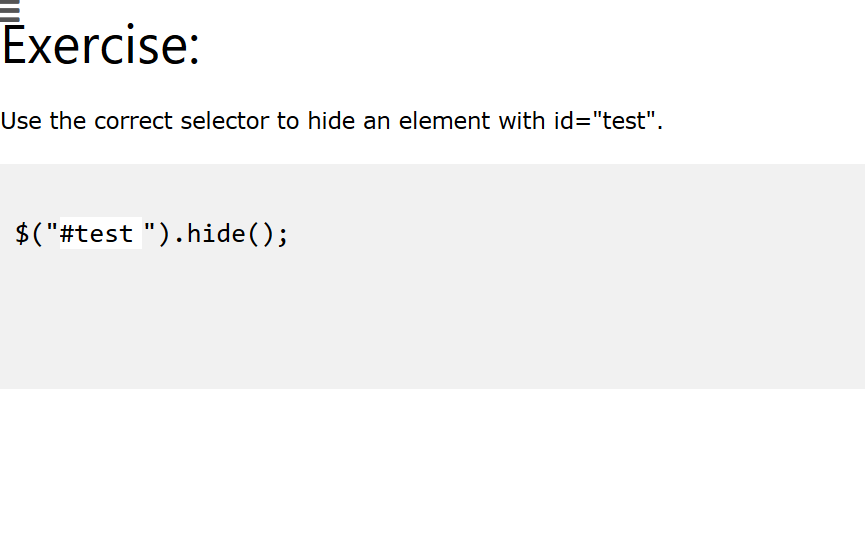 Exercise:
Use the correct selector to hide an element with id="test".
$("#test ").hide();